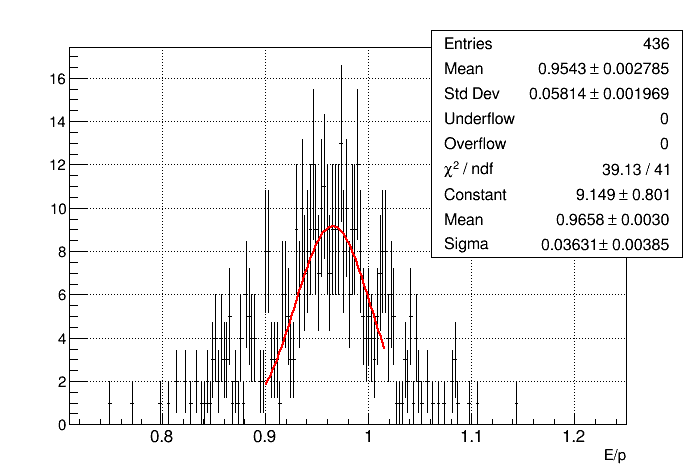 Entries 436
Mean 0.9543 ± 0.002785
Std Dev 0.05814 ± 0.001969
Underflow 0
Overflow 0
χ² / ndf 39.13 / 41
Constant 9.149 ± 0.801
Mean 0.9658 ± 0.0030
Sigma 0.03631± 0.00385
16
14
12
10
8
6
4
2
0
0.8 0.9 1 1.1 1.2
E/p